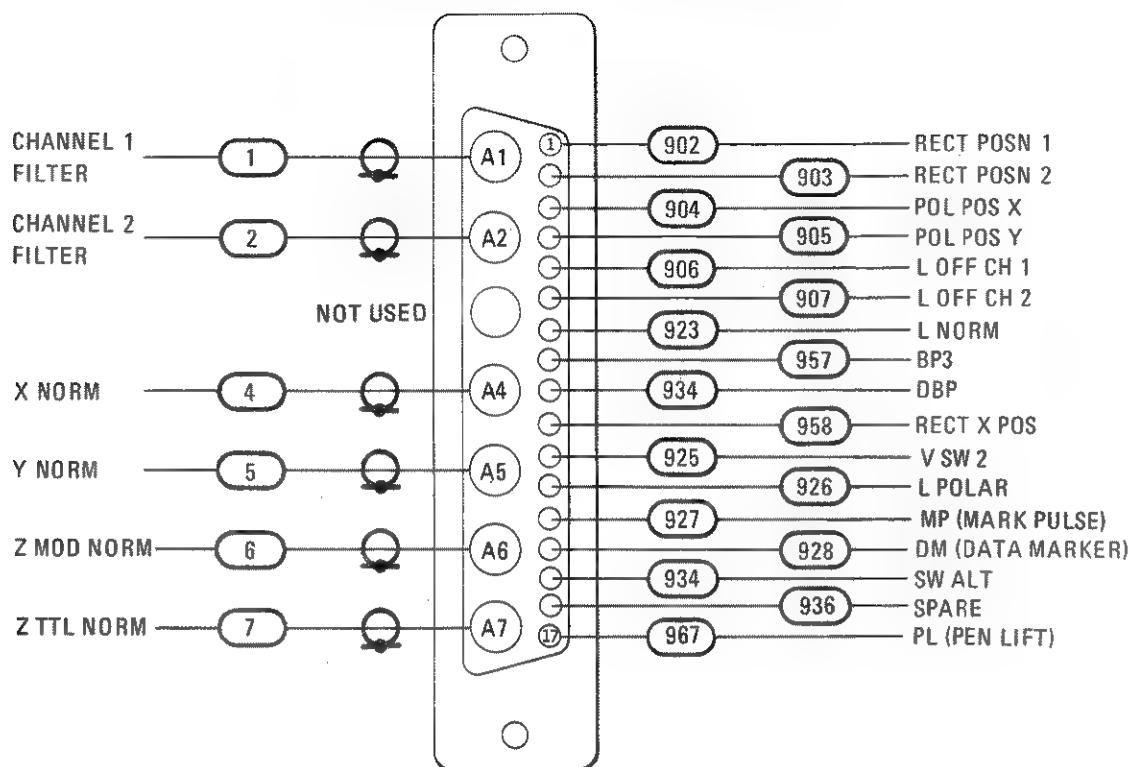 CHANNEL 1
FILTER
1
A1
CHANNEL 2
FILTER
2
A2
NOT USED
X NORM
4
A4
Y NORM
5
A5
Z MOD NORM
6
A6
Z TTL NORM
7
A7
1
902
RECT POSN 1
903
RECT POSN 2
904
POL POS X
905
POL POS Y
906
L OFF CH 1
907
L OFF CH 2
923
L NORM
957
BP3
934
DBP
958
RECT X POS
925
V SW 2
926
L POLAR
927
MP (MARK PULSE)
928
DM (DATA MARKER)
934
SW ALT
936
SPARE
17
967
PL (PEN LIFT)